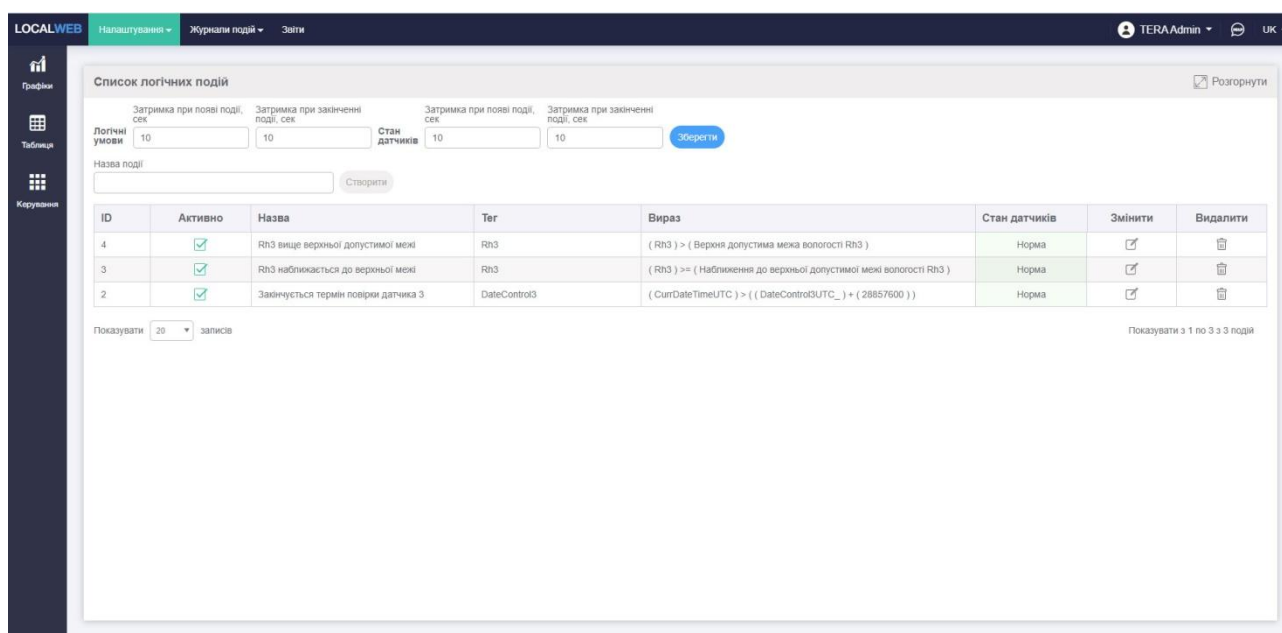 LOCALWEB Налаштування Журнали подій Звіти TERAAdmin UK
Графіки
Таблиця
Керування
Список логічних подій Розгорнути
Логічні умови
Затримка при появі події, сек
10
Затримка при закінченні події, сек
10
Стан датчиків
Затримка при появі події, сек
10
Затримка при закінченні події, сек
10
Зберегти
Назва події
Створити
ID Активно Назва Тег Вираз Стан датчиків Змінити Видалити
4 Rh3 вище верхньої допустимої межі Rh3 ( Rh3 ) > ( Верхня допустима межа вологості Rh3 ) Норма
3 Rh3 наближається до верхньої межі Rh3 ( Rh3 ) >= ( Наближення до верхньої допустимої межі вологості Rh3 ) Норма
2 Закінчується термін повірки датчика 3 DateControl3 ( CurrDateTimeUTC ) > ( ( DateControl3UTC_ ) + ( 28857600 ) ) Норма
Показувати 20 записів Показувати з 1 по 3 з 3 подій